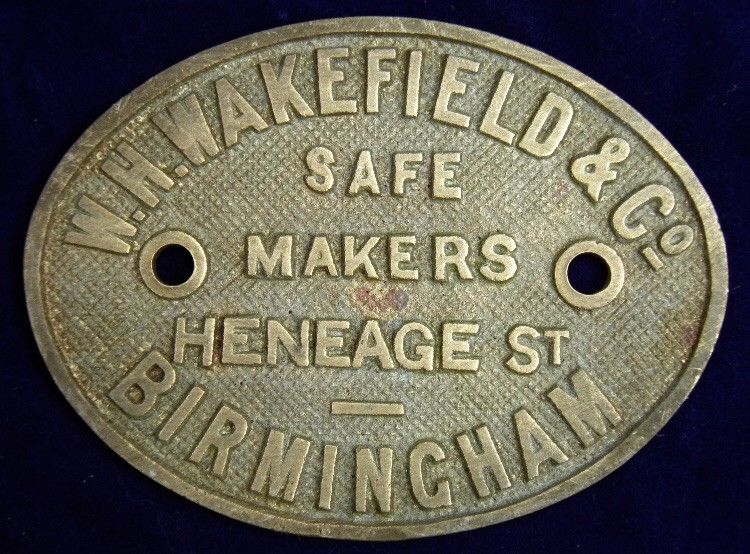 W.H.WAKEFIELD & Co
SAFE
MAKERS
HENEAGE ST
BIRMINGHAM